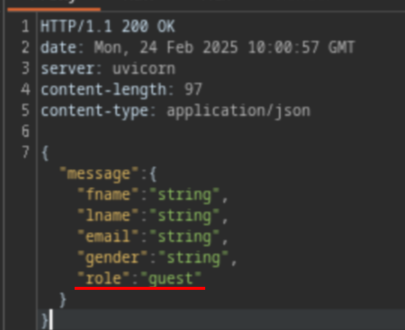 1 HTTP/1.1 200 OK
2 date: Mon, 24 Feb 2025 10:00:57 GMT
3 server: uvicorn
4 content-length: 97
5 content-type: application/json
6
7 {
"message":{
"fname":"string",
"lname":"string",
"email":"string",
"gender":"string",
"role":"guest"
}
}